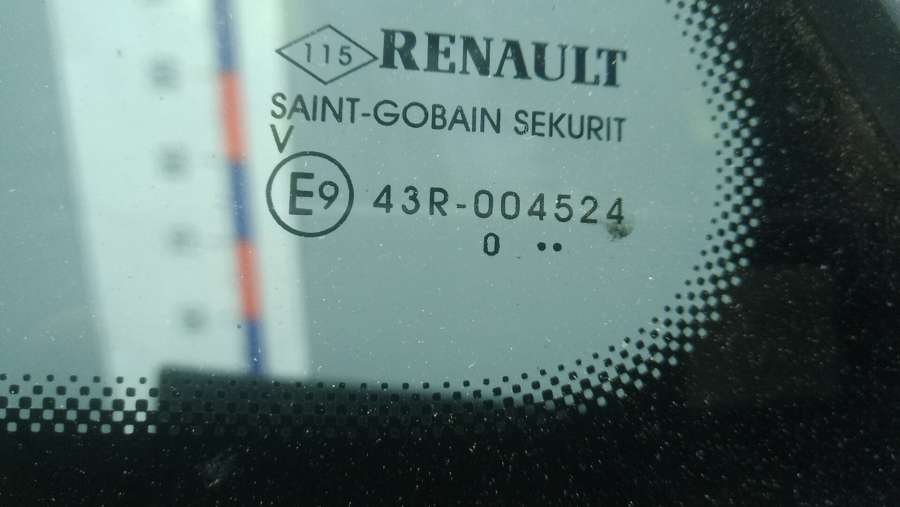 115 RENAULT
SAINT-GOBAIN SEKURIT
V
E9 43R-004524
0 ••